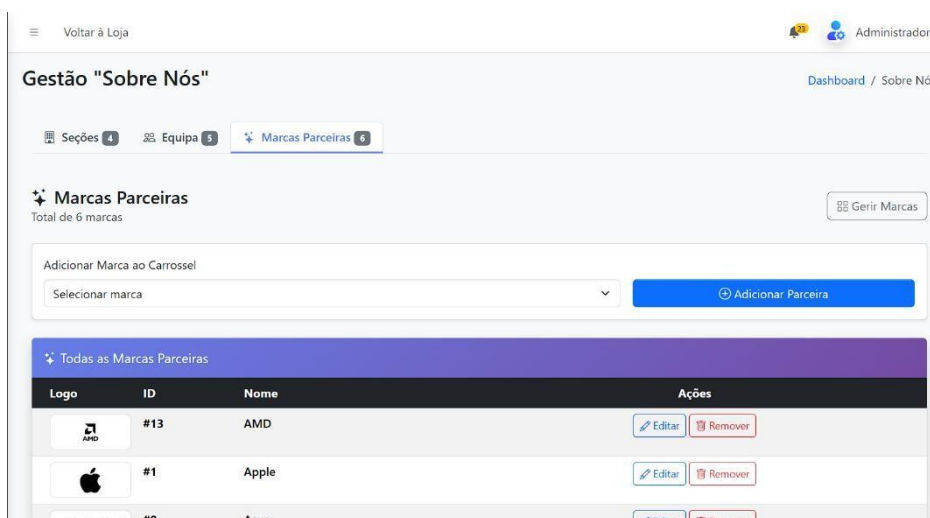 Voltar à Loja
23
Administrador
Gestão "Sobre Nós"
Dashboard / Sobre Nó
Seções 4
Equipa 5
Marcas Parceiras 6
Marcas Parceiras
Total de 6 marcas
Gerir Marcas
Adicionar Marca ao Carrossel
Selecionar marca
Adicionar Parceira
Todas as Marcas Parceiras
Logo ID Nome Ações
AMD #13 AMD Editar Remover
#1 Apple Editar Remover